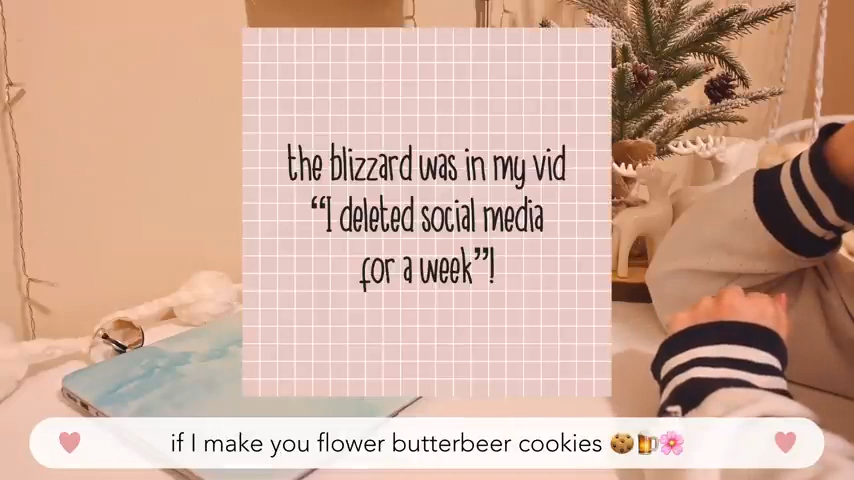 the blizzard was in my vid
“I deleted social media
for a week”!
if I make you flower butterbeer cookies 🍪🍺🌸